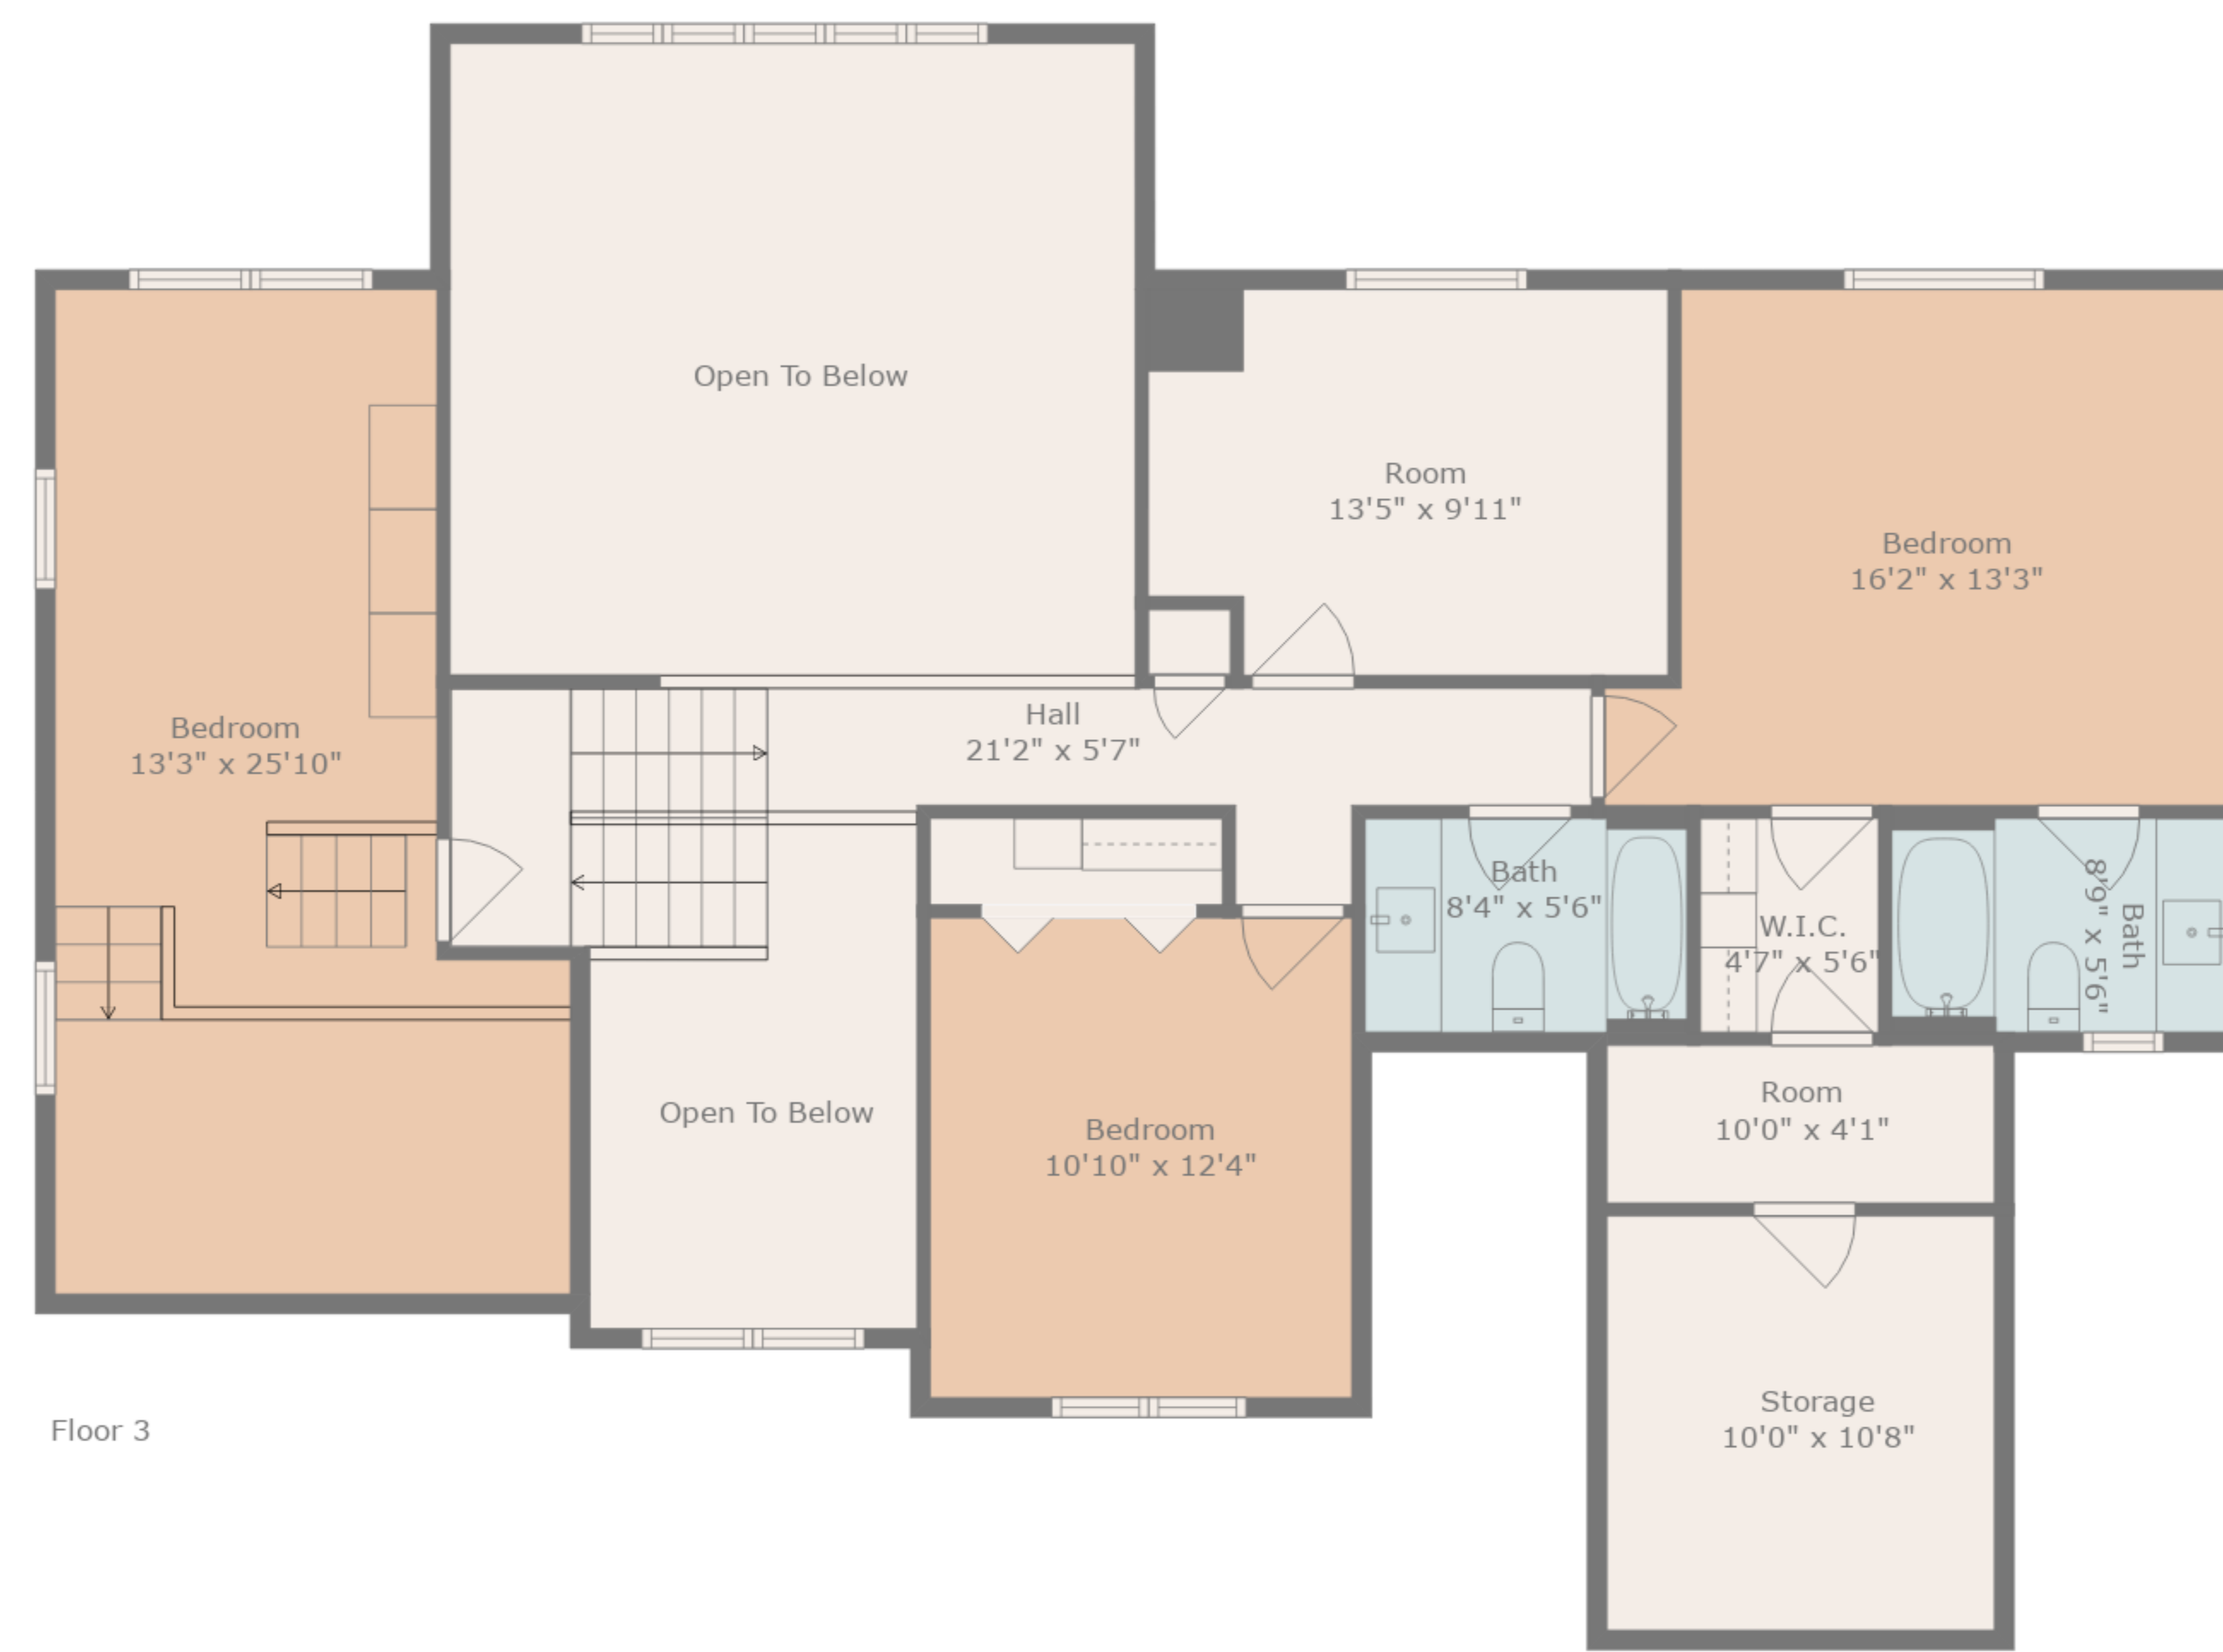 Open To Below
Room
13'5" x 9'11"
Bedroom
16'2" x 13'3"
Bedroom
13'3" x 25'10"
Hall
21'2" x 5'7"
Bath
8'4" x 5'6"
W.I.C.
4'7" x 5'6"
Bath
8'9" x 5'6"
Open To Below
Bedroom
10'10" x 12'4"
Room
10'0" x 4'1"
Storage
10'0" x 10'8"
Floor 3